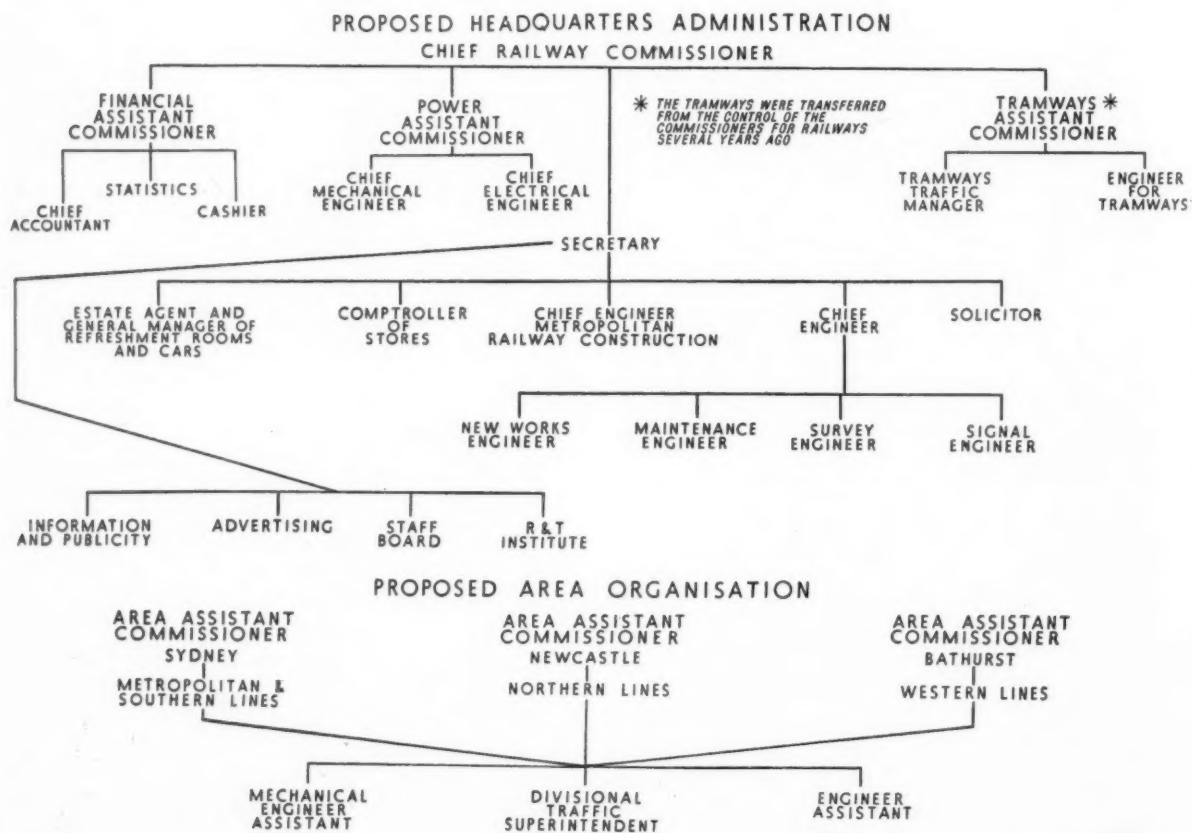 PROPOSED HEADQUARTERS ADMINISTRATION
CHIEF RAILWAY COMMISSIONER
FINANCIAL
ASSISTANT
COMMISSIONER
STATISTICS
CHIEF
ACCOUNTANT
CASHIER
POWER
ASSISTANT
COMMISSIONER
CHIEF
MECHANICAL
ENGINEER
CHIEF
ELECTRICAL
ENGINEER
* THE TRAMWAYS WERE TRANSFERRED
FROM THE CONTROL OF THE
COMMISSIONERS FOR RAILWAYS
SEVERAL YEARS AGO
TRAMWAYS *
ASSISTANT
COMMISSIONER
TRAMWAYS
TRAFFIC
MANAGER
ENGINEER
FOR
TRAMWAYS
SECRETARY
ESTATE AGENT AND
GENERAL MANAGER OF
REFRESHMENT ROOMS
AND CARS
COMPTROLLER
OF
STORES
CHIEF ENGINEER
METROPOLITAN
RAILWAY CONSTRUCTION
CHIEF
ENGINEER
SOLICITOR
NEW WORKS
ENGINEER
MAINTENANCE
ENGINEER
SURVEY
ENGINEER
SIGNAL
ENGINEER
INFORMATION
AND PUBLICITY
ADVERTISING
STAFF
BOARD
R & T
INSTITUTE
PROPOSED AREA ORGANISATION
AREA ASSISTANT
COMMISSIONER
SYDNEY
METROPOLITAN &
SOUTHERN LINES
AREA ASSISTANT
COMMISSIONER
NEWCASTLE
NORTHERN LINES
AREA ASSISTANT
COMMISSIONER
BATHURST
WESTERN LINES
MECHANICAL
ENGINEER
ASSISTANT
DIVISIONAL
TRAFFIC
SUPERINTENDENT
ENGINEER
ASSISTANT